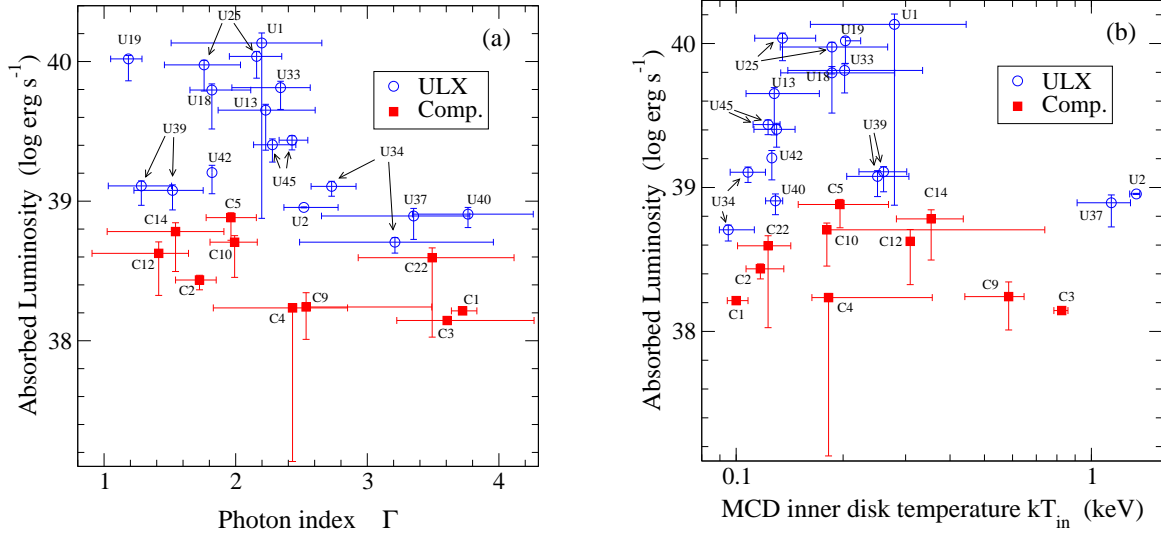 (a)
U25
U1
U19
U33
U18
U13
U39
U42
U45
U34
U37
U40
U2
C5
C14
C10
C12
C2
C22
C9
C4
C1
C3
ULX
Comp.
40
39
38
1
2
3
4
Absorbed Luminosity (log erg s⁻¹)
Photon index Γ
(b)
U1
U19
U25
U33
U18
U13
U45
U39
U42
U34
U40
U2
U37
C5
C14
C22
C10
C12
C2
C4
C9
C1
C3
ULX
Comp.
40
39
38
0.1
1
Absorbed Luminosity (log erg s⁻¹)
MCD inner disk temperature kT_in (keV)